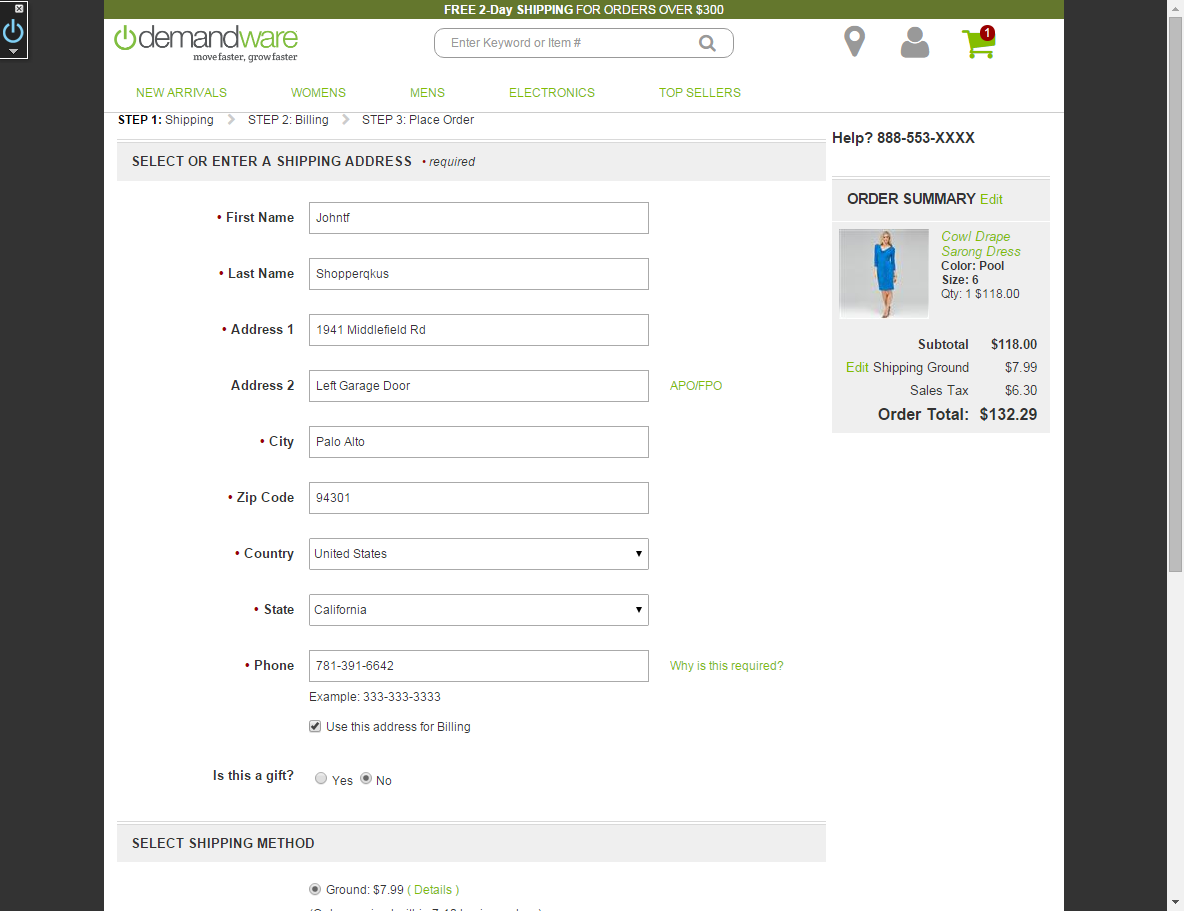 FREE 2-Day SHIPPING FOR ORDERS OVER $300
demandware
move faster, grow faster
Enter Keyword or Item #
1
NEW ARRIVALS WOMENS MENS ELECTRONICS TOP SELLERS
STEP 1: Shipping STEP 2: Billing STEP 3: Place Order
SELECT OR ENTER A SHIPPING ADDRESS • required
• First Name Johntf
• Last Name Shopperqkus
• Address 1 1941 Middlefield Rd
Address 2 Left Garage Door APO/FPO
• City Palo Alto
• Zip Code 94301
• Country United States
• State California
• Phone 781-391-6642 Why is this required?
Example: 333-333-3333
Use this address for Billing
Is this a gift? Yes No
SELECT SHIPPING METHOD
Ground: $7.99 ( Details )
Help? 888-553-XXXX
ORDER SUMMARY Edit
Cowl Drape
Sarong Dress
Color: Pool
Size: 6
Qty: 1 $118.00
Subtotal $118.00
Edit Shipping Ground $7.99
Sales Tax $6.30
Order Total: $132.29